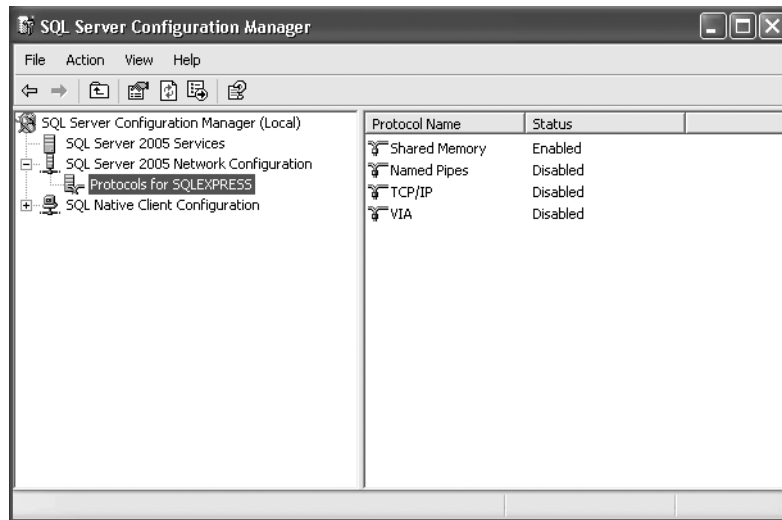 SQL Server Configuration Manager
File Action View Help
SQL Server Configuration Manager (Local)
SQL Server 2005 Services
SQL Server 2005 Network Configuration
Protocols for SQLEXPRESS
SQL Native Client Configuration
Protocol Name Status
Shared Memory Enabled
Named Pipes Disabled
TCP/IP Disabled
VIA Disabled